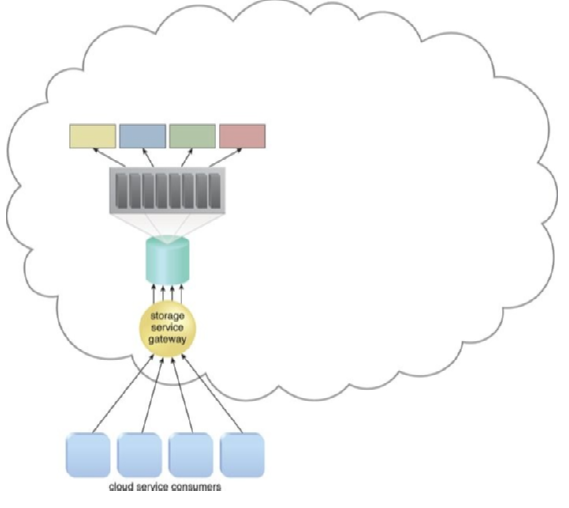 storage
service
gateway
cloud service consumers